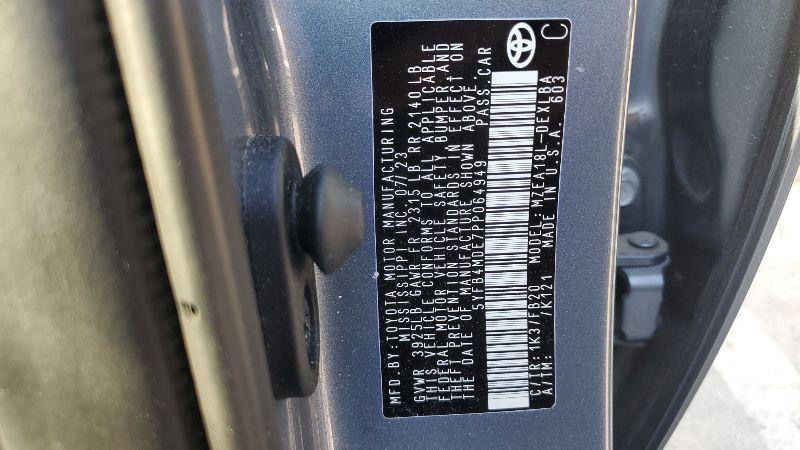 MFD.BY:TOYOTA MOTOR MANUFACTURING
MISSISSIPPI INC. 07/23
GVWR 3925LB GAWR FR 2315 LB RR 2140LB
THIS VEHICLE CONFORMS TO ALL APPLICABLE
FEDERAL MOTOR VEHICLE SAFETY, BUMPER,AND
THEFT PREVENTION STANDARDS IN EFFECT ON
THE DATE OF MANUFACTURE SHOWN ABOVE.
5YFB4MDE7PP064949 PASS.CAR
C/TR:1K3/FB20 MODEL:MZEA18L-DEXLBA
A/TM: /K121 MADE IN U.S.A. 603
C